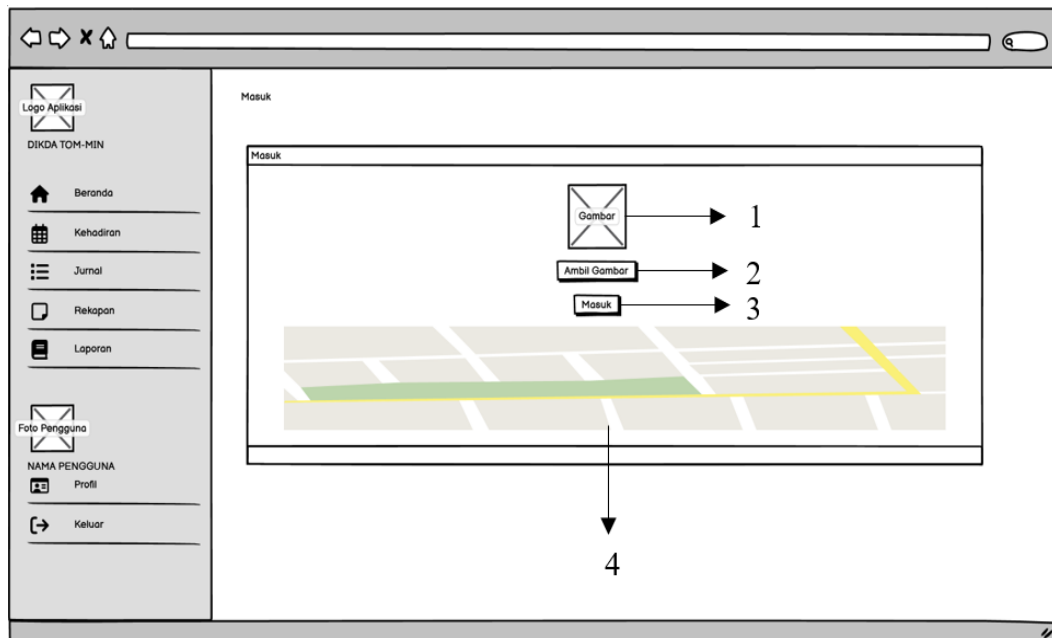 Logo Aplikasi
DIKDA TOM-MIN
Beranda
Kehadiran
Jurnal
Rekapan
Laporan
Foto Pengguna
NAMA PENGGUNA
Profil
Keluar
Masuk
Masuk
Gambar
1
Ambil Gambar
2
Masuk
3
4